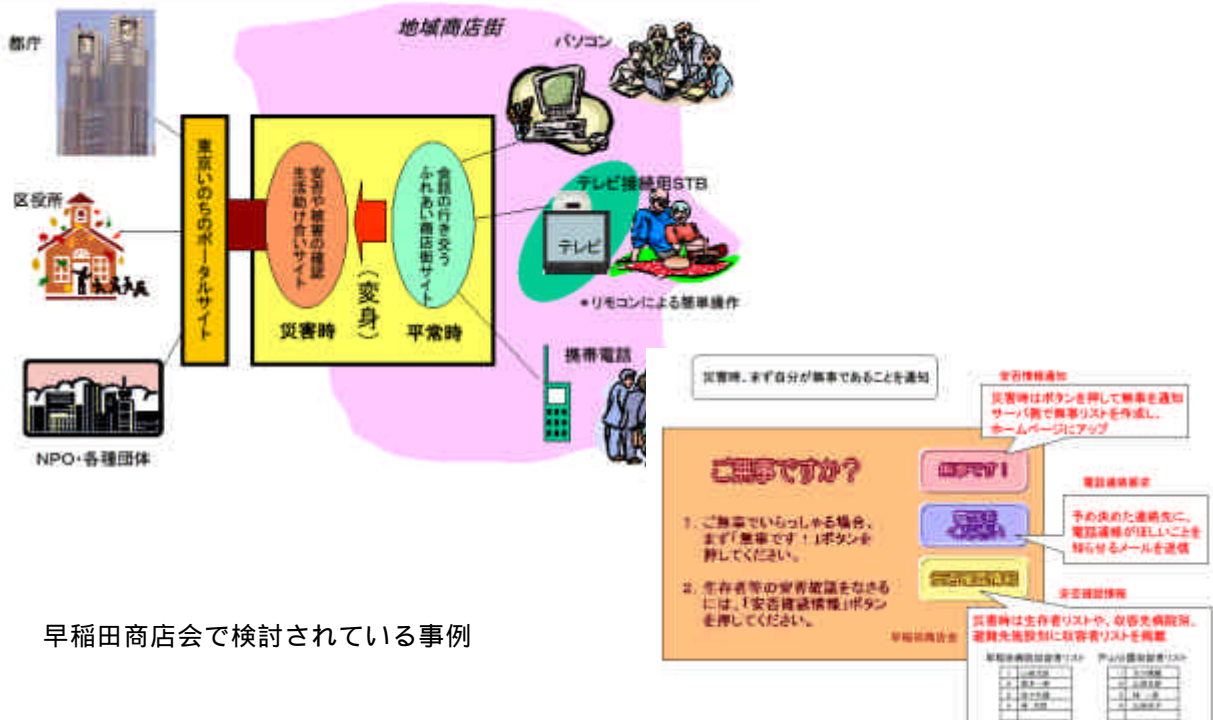 地域商店街
都庁
パソコン
東京いのちのポータルサイト
安否や被害の確認
生活助け合いサイト
会話の行き交う
ふれあい商店街サイト
テレビ接続用STB
区役所
テレビ
(変身)
*リモコンによる簡単操作
災害時
平常時
携帯電話
NPO・各種団体
災害時、まず自分が無事であることを通知
安否情報通知
災害時はボタンを押して無事を通知
サーバ側で無事リストを作成し、
ホームページにアップ
ご無事ですか?
無事です!
電話連絡要求
1. ご無事でいらっしゃる場合、
まず「無事です!」ボタンを
押してください。
予め決めた連絡先に、
電話連絡がほしいことを
知らせるメールを送信
安否確認情報
2. 生存者等の安否確認をなさる
には、「安否確認情報」ボタン
を押してください。
安否確認情報
早稲田商店会
災害時は生存者リストや、収容先病院別、
避難先施設別に収容者リストを掲載
早稲田商店会で検討されている事例